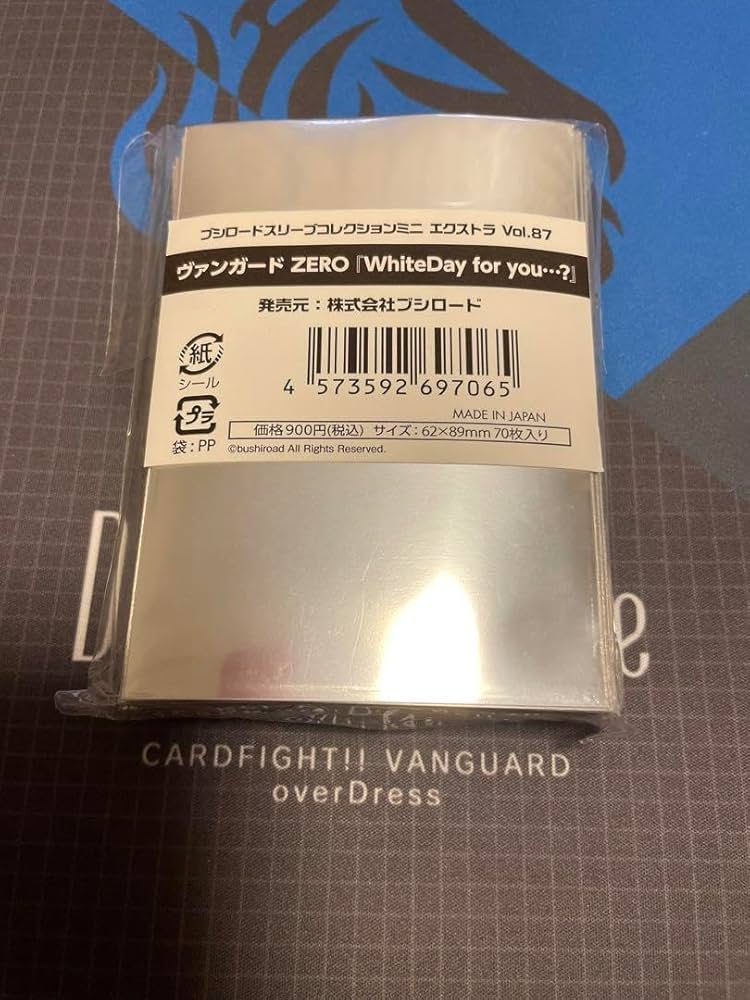 ブシロードスリーブコレクションミニ エクストラ Vol.87
ヴァンガード ZERO『WhiteDay for you…?』
発売元：株式会社ブシロード
紙
シール
プラ
袋：PP
4 573592 697065
MADE IN JAPAN
価格900円(税込) サイズ：62×89mm 70枚入り
©bushiroad All Rights Reserved.
D
e
CARDFIGHT!! VANGUARD
overDress